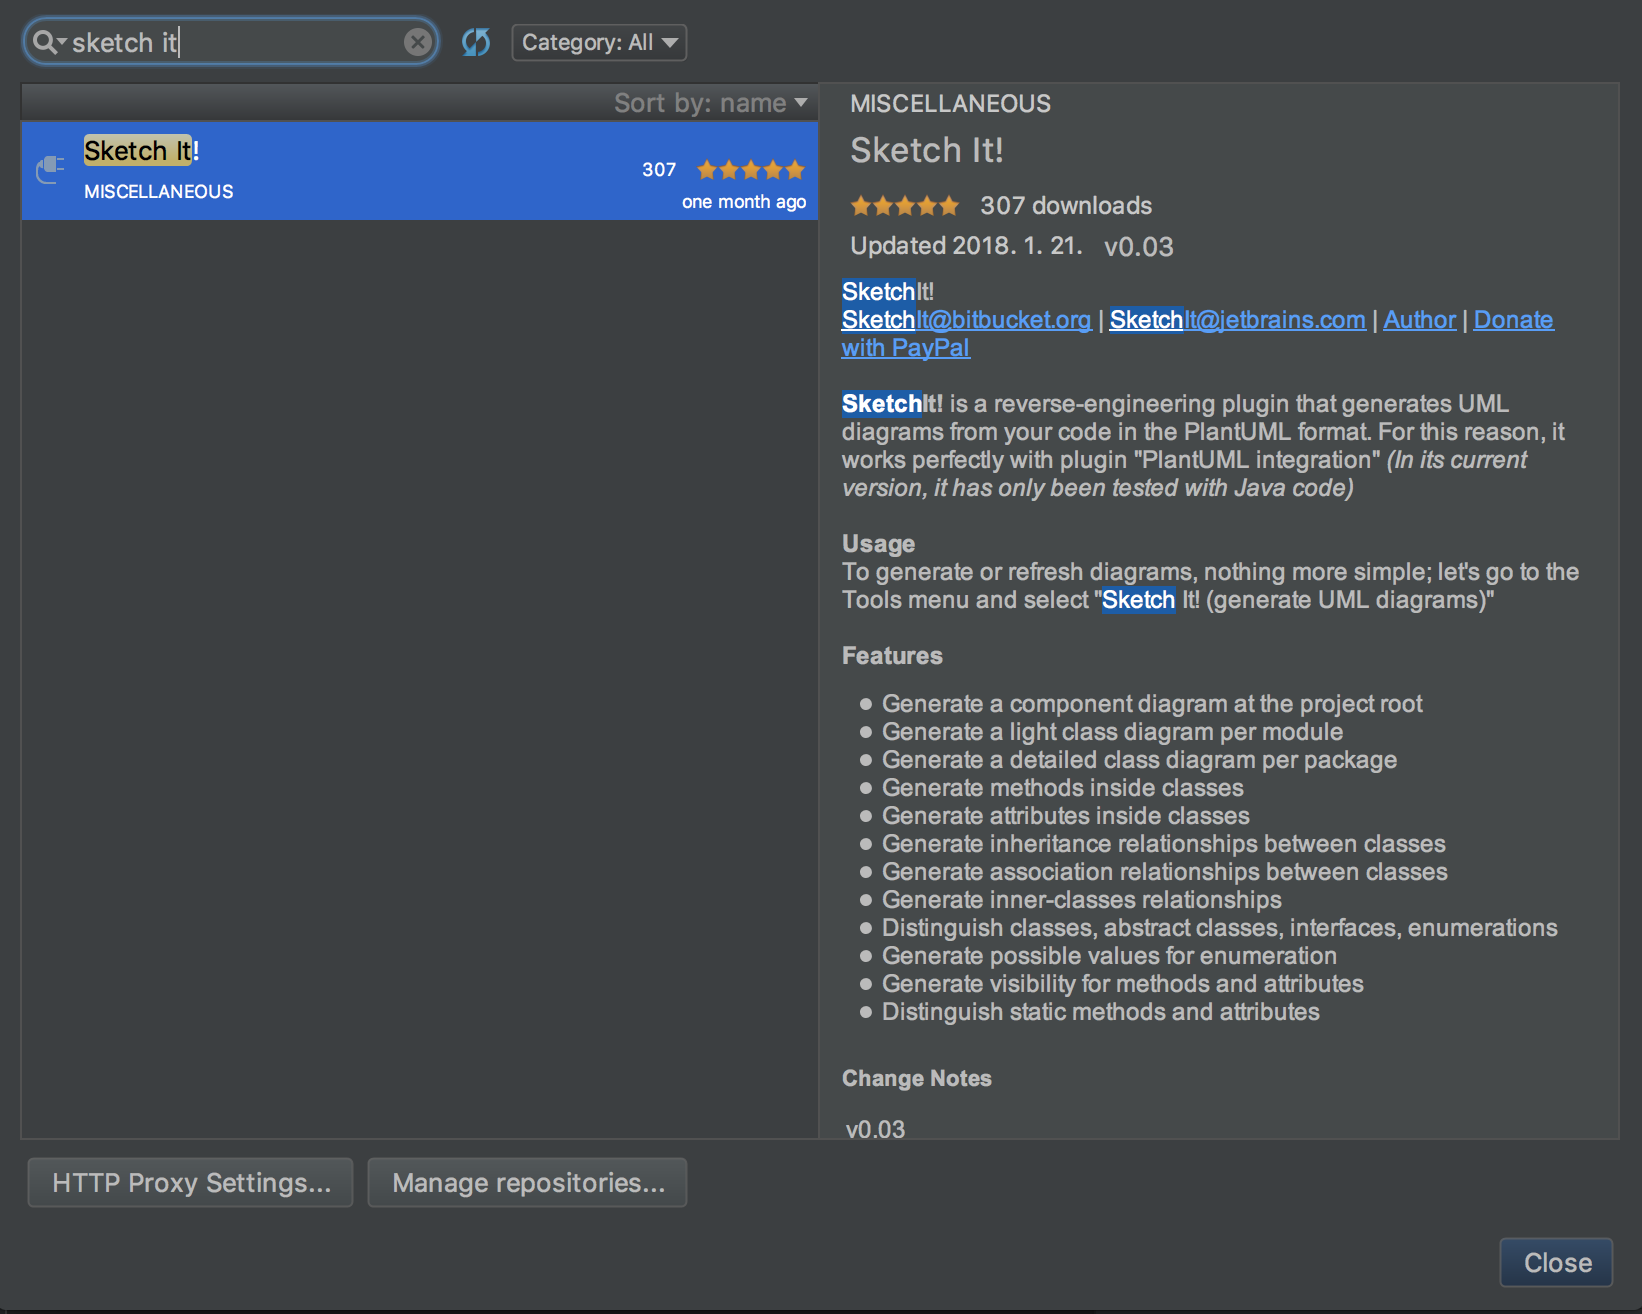 sketch it
Category: All
Sort by: name
Sketch It!
MISCELLANEOUS
307
one month ago
MISCELLANEOUS
Sketch It!
307 downloads
Updated 2018. 1. 21. v0.03
SketchIt!
SketchIt@bitbucket.org | SketchIt@jetbrains.com | Author | Donate
with PayPal
SketchIt! is a reverse-engineering plugin that generates UML
diagrams from your code in the PlantUML format. For this reason, it
works perfectly with plugin "PlantUML integration" (In its current
version, it has only been tested with Java code)
Usage
To generate or refresh diagrams, nothing more simple; let's go to the
Tools menu and select "Sketch It! (generate UML diagrams)"
Features
Generate a component diagram at the project root
Generate a light class diagram per module
Generate a detailed class diagram per package
Generate methods inside classes
Generate attributes inside classes
Generate inheritance relationships between classes
Generate association relationships between classes
Generate inner-classes relationships
Distinguish classes, abstract classes, interfaces, enumerations
Generate possible values for enumeration
Generate visibility for methods and attributes
Distinguish static methods and attributes
Change Notes
v0.03
HTTP Proxy Settings...
Manage repositories...
Close